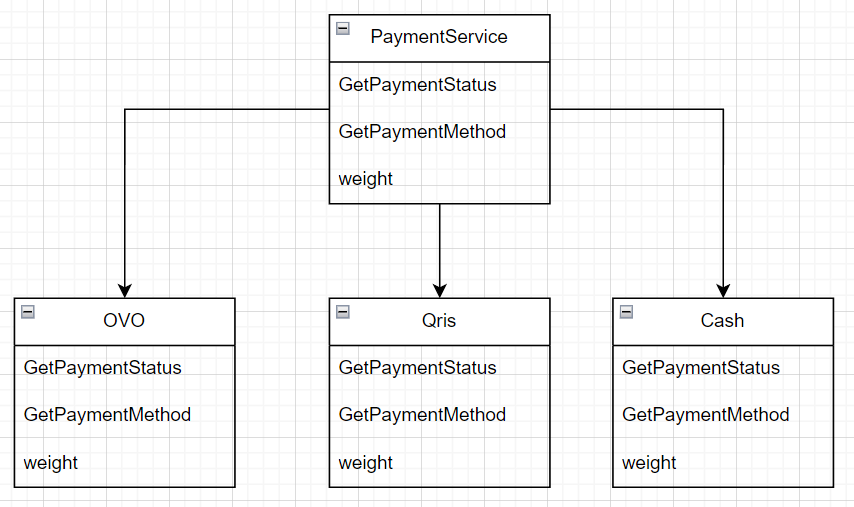 PaymentService
GetPaymentStatus
GetPaymentMethod
weight
OVO
GetPaymentStatus
GetPaymentMethod
weight
Qris
GetPaymentStatus
GetPaymentMethod
weight
Cash
GetPaymentStatus
GetPaymentMethod
weight